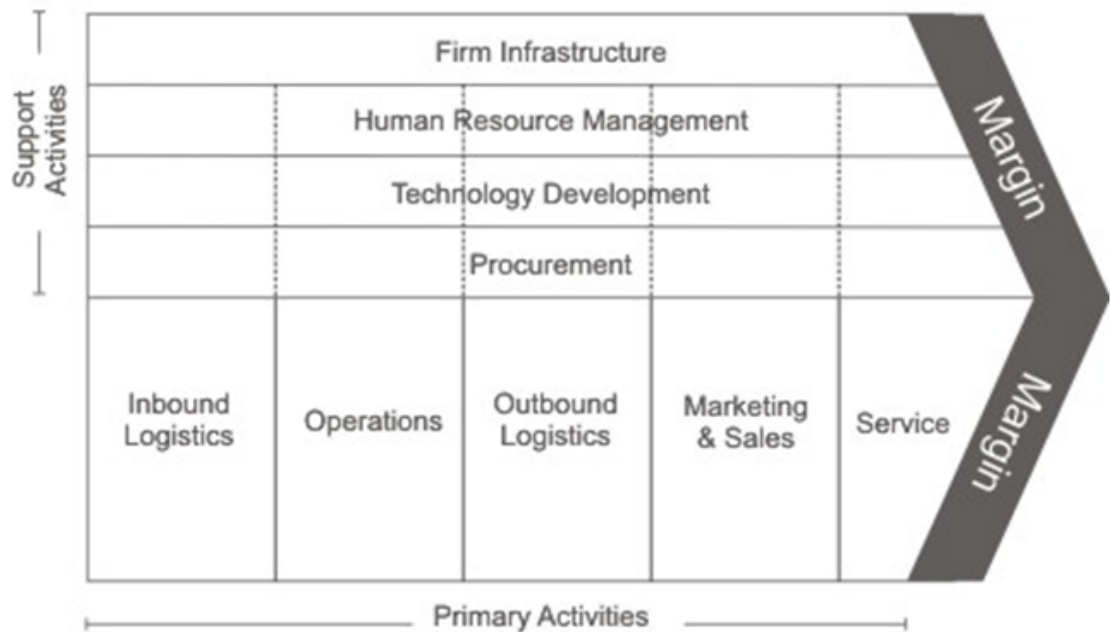 Support
Activities
Firm Infrastructure
Human Resource Management
Technology Development
Procurement
Inbound
Logistics
Operations
Outbound
Logistics
Marketing
& Sales
Service
Margin
Margin
Primary Activities